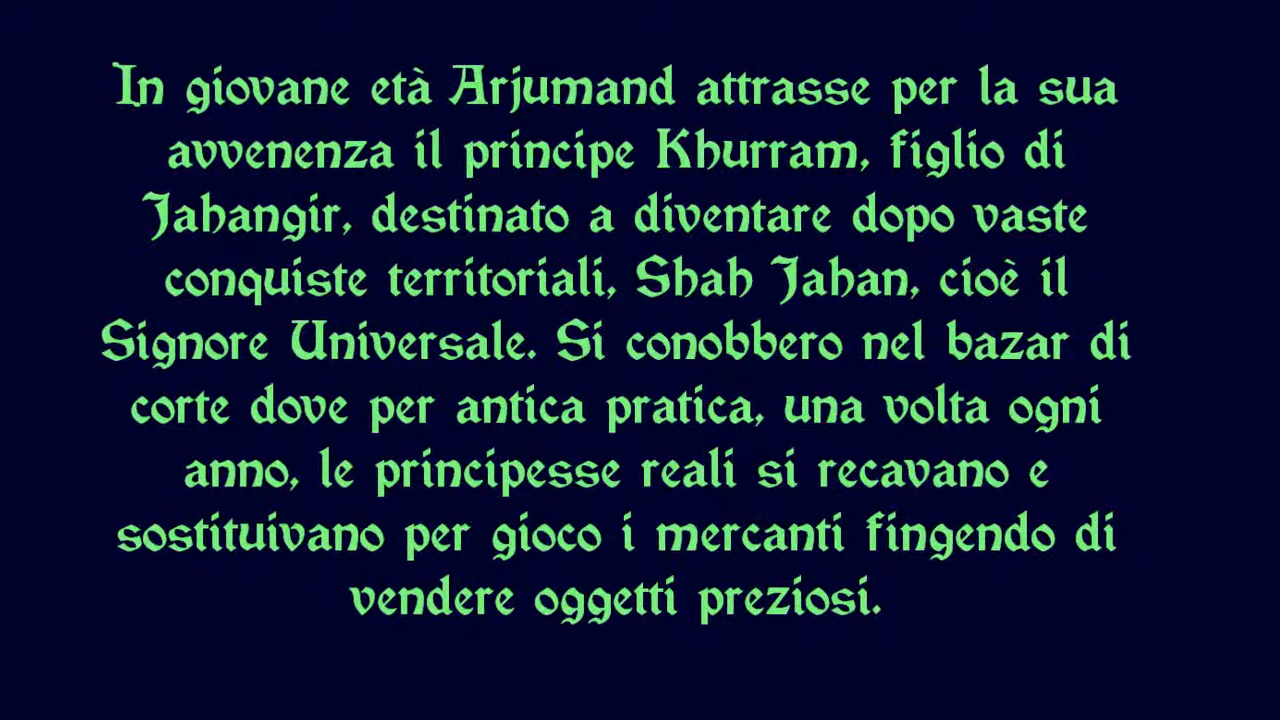 In giovane età Arjumand attrasse per la sua
avvenenza il principe Khurram, figlio di
Jahangir, destinato a diventare dopo vaste
conquiste territoriali, Shah Jahan, cioè il
Signore Universale. Si conobbero nel bazar di
corte dove per antica pratica, una volta ogni
anno, le principesse reali si recavano e
sostituivano per gioco i mercanti fingendo di
vendere oggetti preziosi.